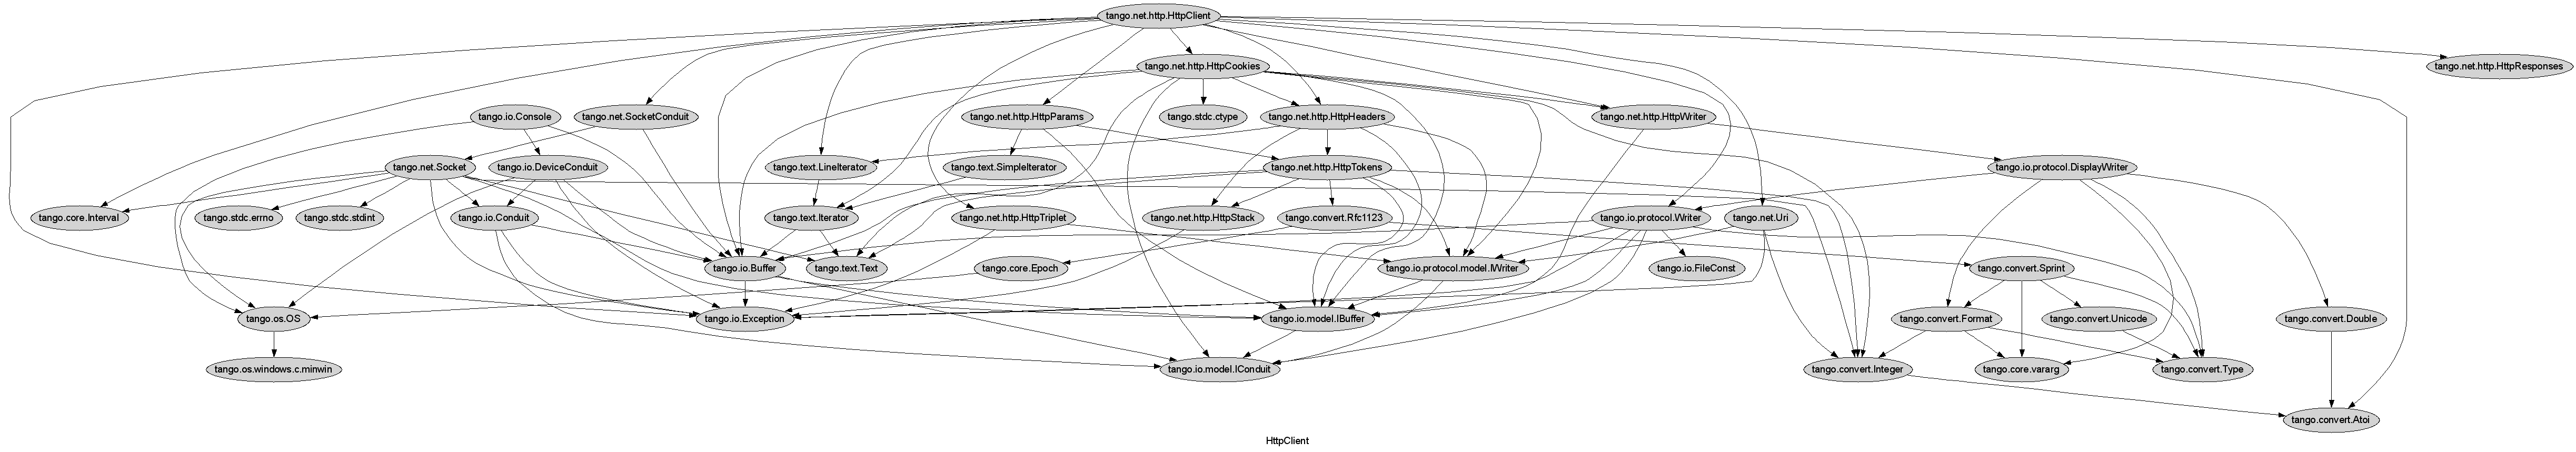 tango.net.http.HttpClient
tango.net.http.HttpCookies
tango.net.http.HttpResponses
tango.io.Console
tango.net.SocketConduit
tango.net.http.HttpParams
tango.stdc.ctype
tango.net.http.HttpHeaders
tango.net.http.HttpWriter
tango.net.Socket
tango.io.DeviceConduit
tango.text.LineIterator
tango.text.SimpleIterator
tango.net.http.HttpTokens
tango.io.protocol.DisplayWriter
tango.core.Interval
tango.stdc.errno
tango.stdc.stdint
tango.io.Conduit
tango.text.Iterator
tango.net.http.HttpTriplet
tango.net.http.HttpStack
tango.convert.Rfc1123
tango.io.protocol.Writer
tango.net.Uri
tango.io.Buffer
tango.text.Text
tango.core.Epoch
tango.io.protocol.model.IWriter
tango.io.FileConst
tango.convert.Sprint
tango.os.OS
tango.io.Exception
tango.io.model.IBuffer
tango.convert.Format
tango.convert.Unicode
tango.convert.Double
tango.os.windows.c.minwin
tango.io.model.IConduit
tango.convert.Integer
tango.core.vararg
tango.convert.Type
tango.convert.Atoi
HttpClient